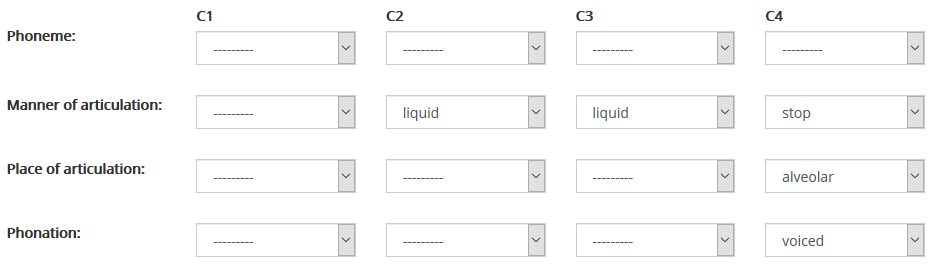 C1 C2 C3 C4
Phoneme: --------- --------- --------- ---------
Manner of articulation: --------- liquid liquid stop
Place of articulation: --------- --------- --------- alveolar
Phonation: --------- --------- --------- voiced